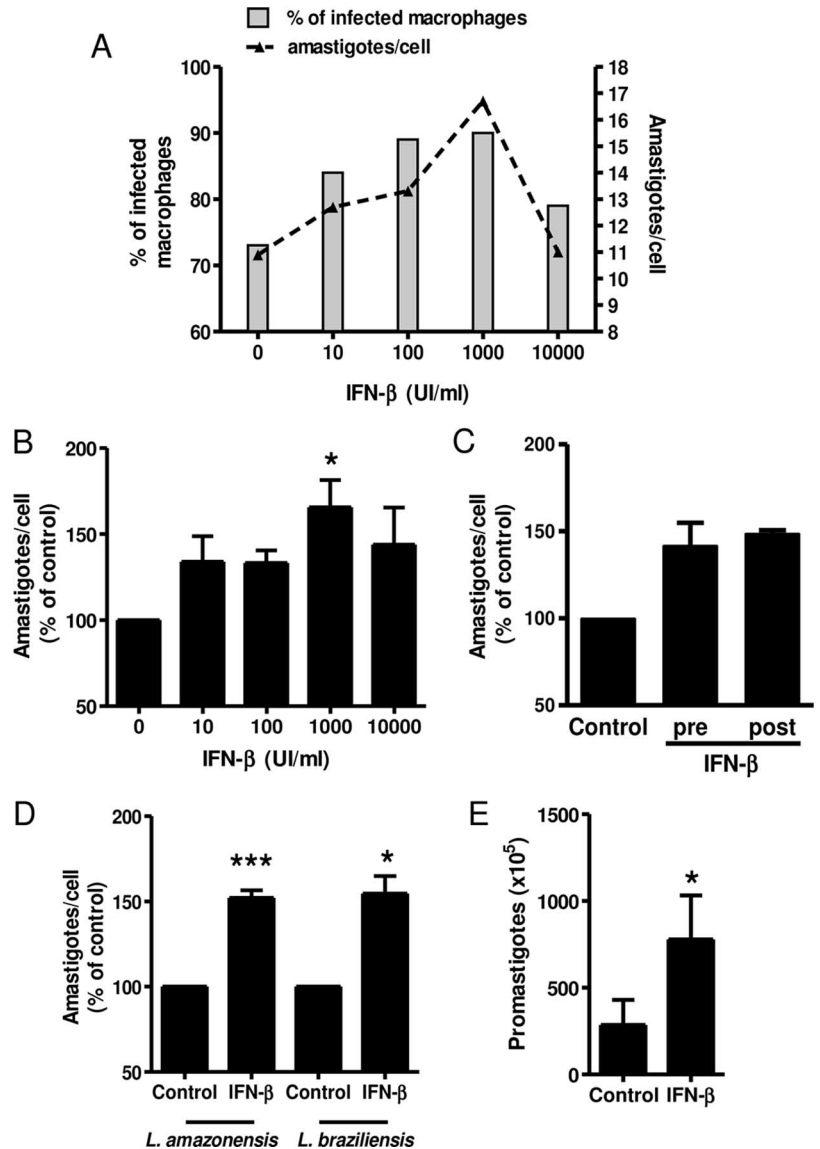 % of infected macrophages
amastigotes/cell
A
% of infected
macrophages
100
90
80
70
60
18
17
16
15
14
13
12
11
10
9
8
Amastigotes/cell
0 10 100 1000 10000
IFN-β (UI/ml)
B
Amastigotes/cell
(% of control)
200
150
100
50
*
0 10 100 1000 10000
IFN-β (UI/ml)
C
Amastigotes/cell
(% of control)
200
150
100
50
Control pre post
IFN-β
D
Amastigotes/cell
(% of control)
200
150
100
50
*** *
Control IFN-β Control IFN-β
L. amazonensis L. braziliensis
E
Promastigotes (x10⁵)
1500
1000
500
0
*
Control IFN-β